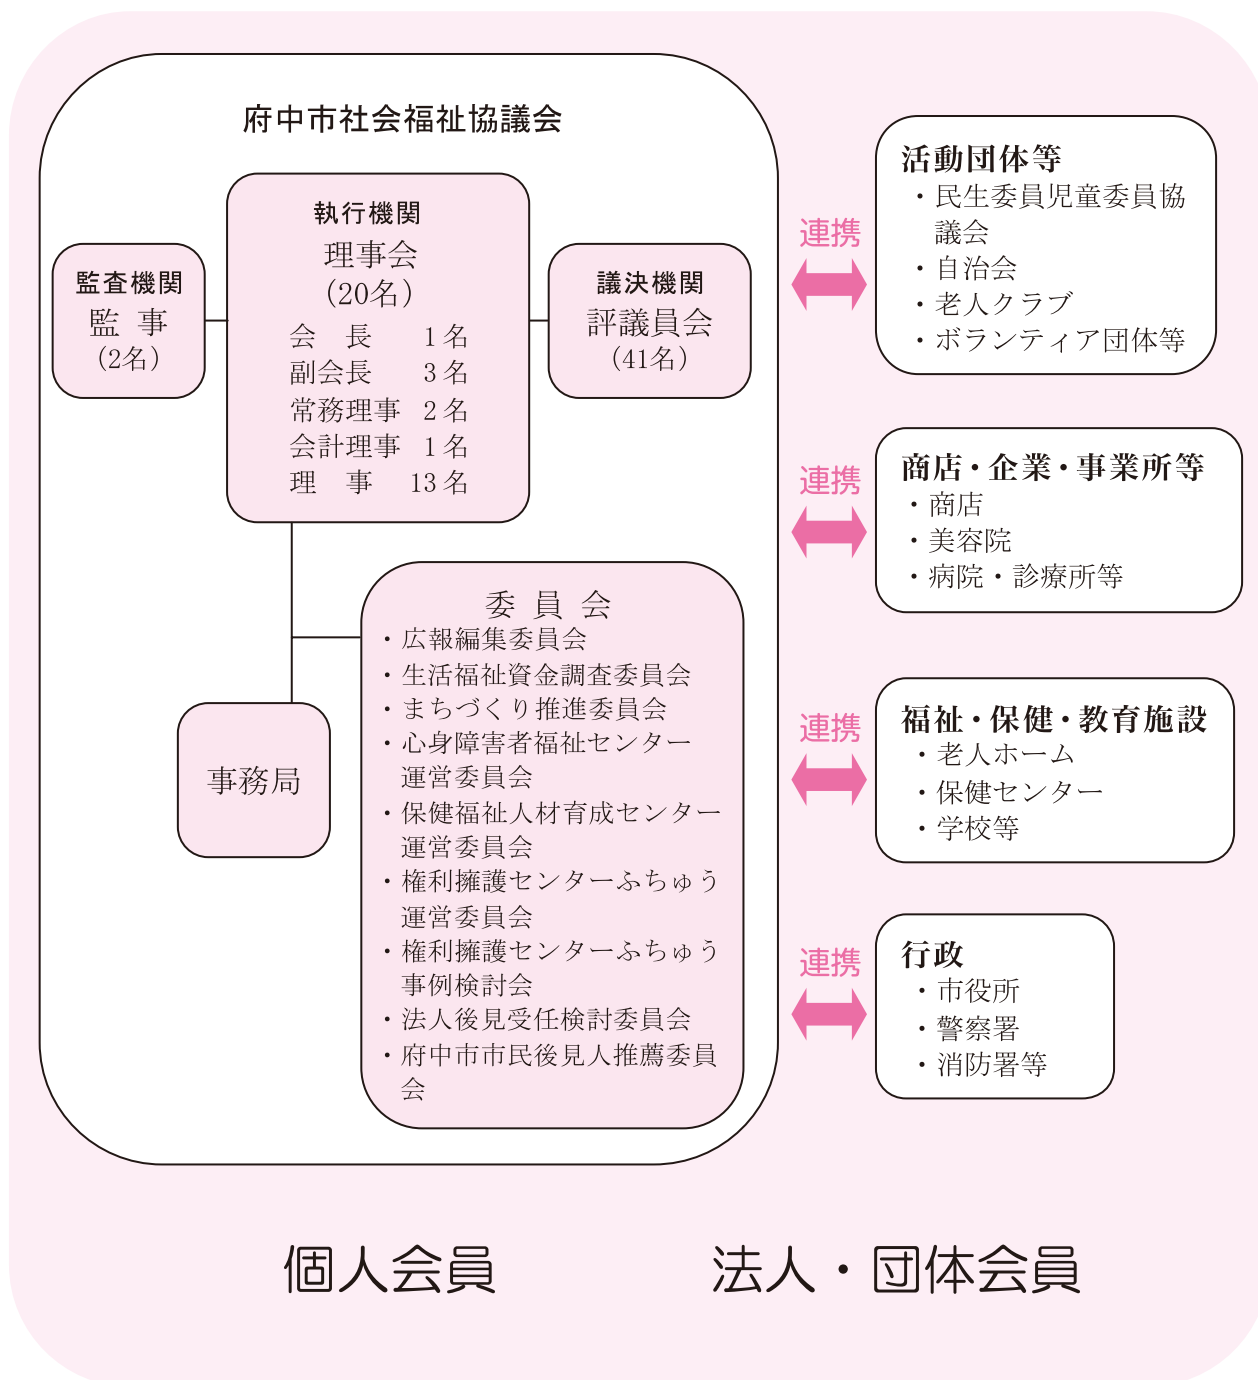 府中市社会福祉協議会
監査機関
監 事
（2名）
執行機関
理事会
（20名）
会　長　1名
副会長　3名
常務理事　2名
会計理事　1名
理　事　13名
議決機関
評議員会
（41名）
事務局
委 員 会
・広報編集委員会
・生活福祉資金調査委員会
・まちづくり推進委員会
・心身障害者福祉センター
運営委員会
・保健福祉人材育成センター
運営委員会
・権利擁護センターふちゅう
運営委員会
・権利擁護センターふちゅう
事例検討会
・法人後見受任検討委員会
・府中市市民後見人推薦委員
会
連携
活動団体等
・民生委員児童委員協
議会
・自治会
・老人クラブ
・ボランティア団体等
連携
商店・企業・事業所等
・商店
・美容院
・病院・診療所等
連携
福祉・保健・教育施設
・老人ホーム
・保健センター
・学校等
連携
行政
・市役所
・警察署
・消防署等
個人会員
法人・団体会員